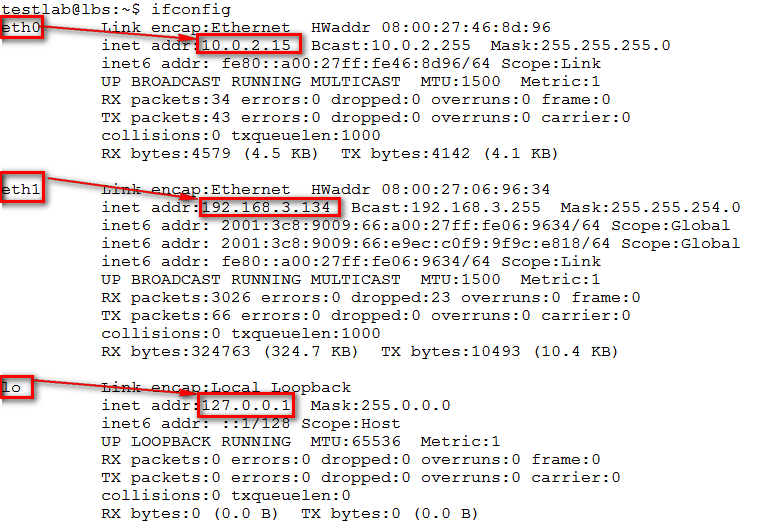 testlab@lbs:~$ ifconfig
eth0 Link encap:Ethernet HWaddr 08:00:27:46:8d:96
inet addr:10.0.2.15 Bcast:10.0.2.255 Mask:255.255.255.0
inet6 addr: fe80::a00:27ff:fe46:8d96/64 Scope:Link
UP BROADCAST RUNNING MULTICAST MTU:1500 Metric:1
RX packets:34 errors:0 dropped:0 overruns:0 frame:0
TX packets:43 errors:0 dropped:0 overruns:0 carrier:0
collisions:0 txqueuelen:1000
RX bytes:4579 (4.5 KB) TX bytes:4142 (4.1 KB)
eth1 Link encap:Ethernet HWaddr 08:00:27:06:96:34
inet addr:192.168.3.134 Bcast:192.168.3.255 Mask:255.255.254.0
inet6 addr: 2001:3c8:9009:66:a00:27ff:fe06:9634/64 Scope:Global
inet6 addr: 2001:3c8:9009:66:e9ec:c0f9:9f9c:e818/64 Scope:Global
inet6 addr: fe80::a00:27ff:fe06:9634/64 Scope:Link
UP BROADCAST RUNNING MULTICAST MTU:1500 Metric:1
RX packets:3026 errors:0 dropped:23 overruns:0 frame:0
TX packets:66 errors:0 dropped:0 overruns:0 carrier:0
collisions:0 txqueuelen:1000
RX bytes:324763 (324.7 KB) TX bytes:10493 (10.4 KB)
lo Link encap:Local Loopback
inet addr:127.0.0.1 Mask:255.0.0.0
inet6 addr: ::1/128 Scope:Host
UP LOOPBACK RUNNING MTU:65536 Metric:1
RX packets:0 errors:0 dropped:0 overruns:0 frame:0
TX packets:0 errors:0 dropped:0 overruns:0 carrier:0
collisions:0 txqueuelen:0
RX bytes:0 (0.0 B) TX bytes:0 (0.0 B)